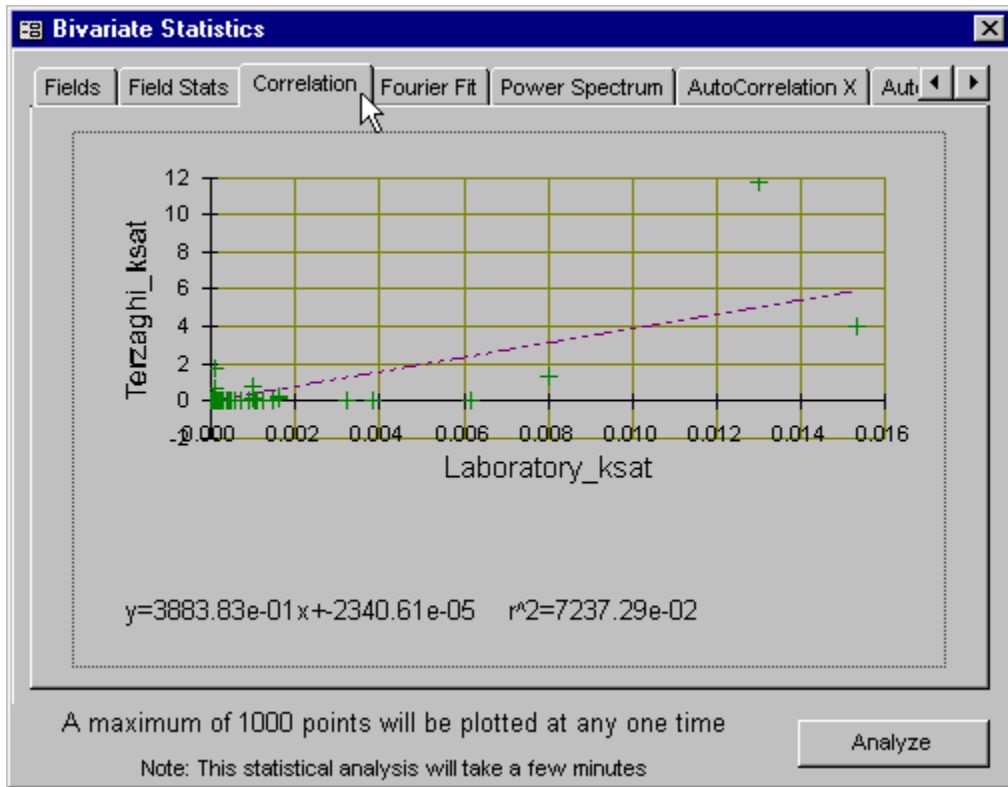 Bivariate Statistics
Fields Field Stats Correlation Fourier Fit Power Spectrum AutoCorrelation X Aut
12
10
8
6
4
2
0
-2
Terzaghi_ksat
0.000 0.002 0.004 0.006 0.008 0.010 0.012 0.014 0.016
Laboratory_ksat
y=3883.83e-01x+-2340.61e-05 r^2=7237.29e-02
A maximum of 1000 points will be plotted at any one time
Analyze
Note: This statistical analysis will take a few minutes